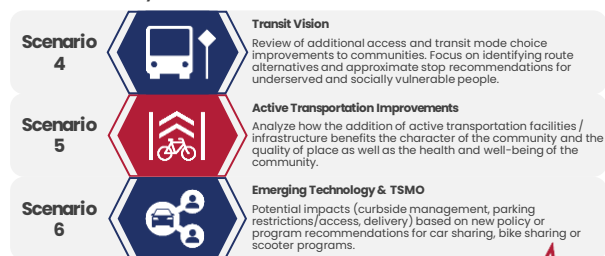 Transit Vision
Scenario
4
Review of additional access and transit mode choice
improvements to communities. Focus on identifying route
alternatives and approximate stop recommendations for
underserved and socially vulnerable people.
Active Transportation Improvements
Scenario
5
Analyze how the addition of active transportation facilities /
infrastructure benefits the character of the community and the
quality of place as well as the health and well-being of the
community.
Emerging Technology & TSMO
Scenario
6
Potential impacts (curbside management, parking
restrictions/access, delivery) based on new policy or
program recommendations for car sharing, bike sharing or
scooter programs.